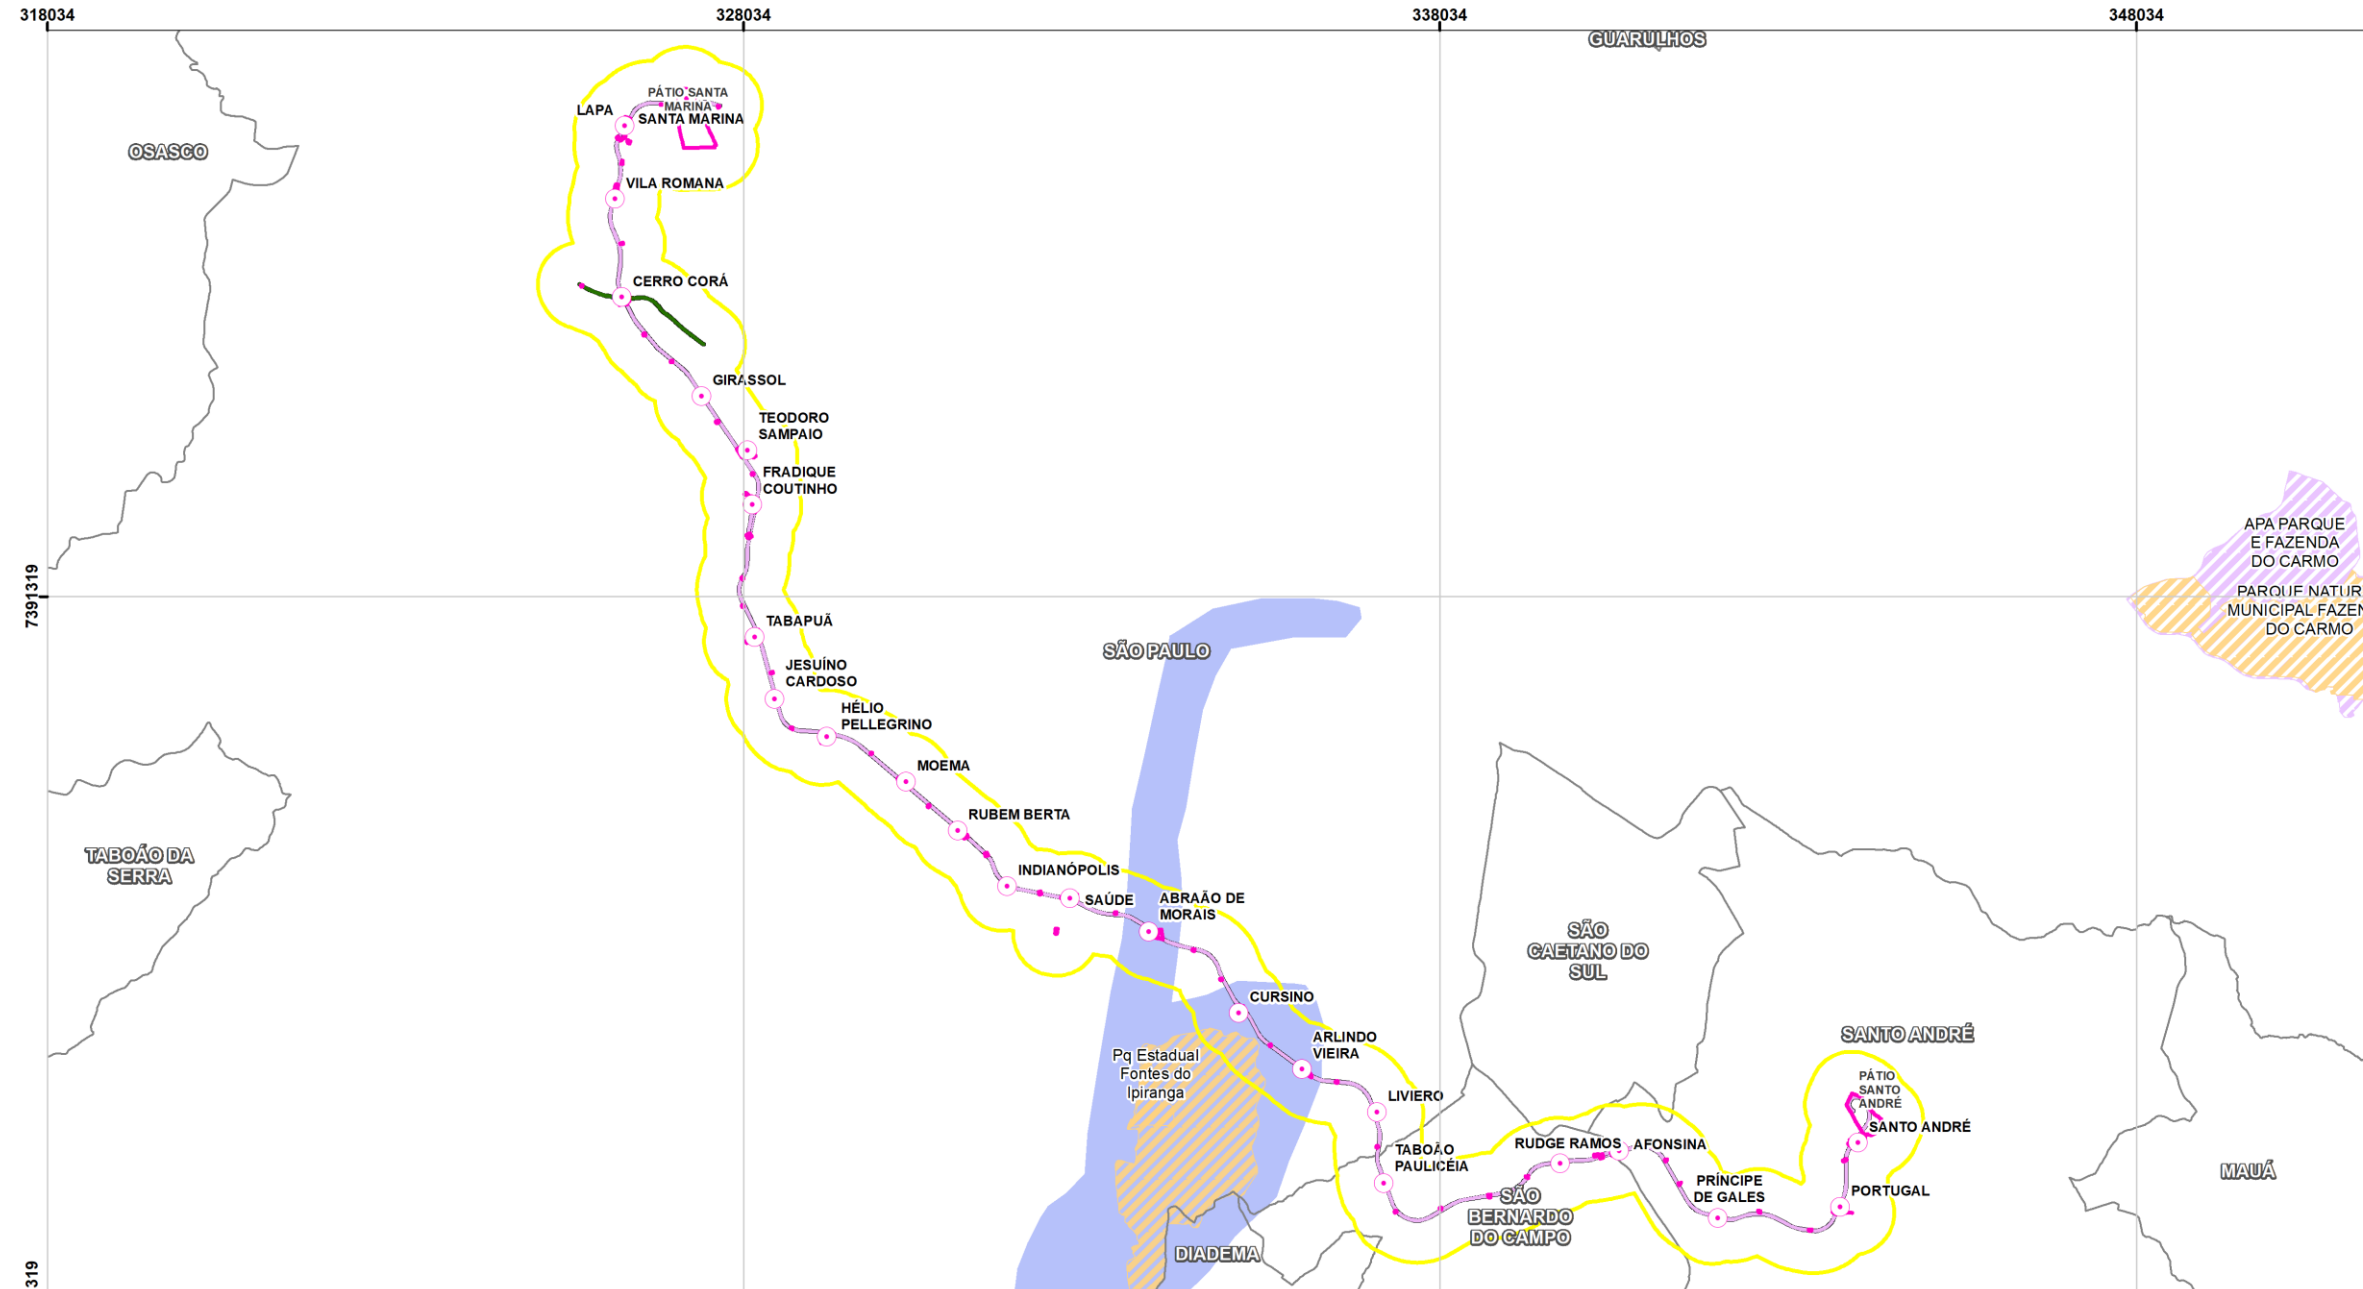 318034
328034
338034
348034
GUARULHOS
PÁTIO SANTA
MARINA
LAPA
SANTA MARINA
OSASCO
VILA ROMANA
CERRO CORÁ
GIRASSOL
TEODORO
SAMPAIO
FRADIQUE
COUTINHO
APA PARQUE
E FAZENDA
DO CARMO
7391319
PARQUE NATUR
MUNICIPAL FAZEN
DO CARMO
TABAPUÃ
SÃO PAULO
JESUÍNO
CARDOSO
HÉLIO
PELLEGRINO
MOEMA
RUBEM BERTA
TABOÃO DA
SERRA
INDIANÓPOLIS
SAÚDE
ABRAÃO DE
MORAIS
SÃO
CAETANO DO
SUL
CURSINO
ARLINDO
VIEIRA
SANTO ANDRÉ
Pq Estadual
Fontes do
Ipiranga
PÁTIO
SANTO
ANDRÉ
LIVIERO
SANTO ANDRÉ
RUDGE RAMOS
AFONSINA
TABOÃO
PAULICÉIA
MAUÁ
PRÍNCIPE
DE GALES
PORTUGAL
SÃO
BERNARDO
DO CAMPO
DIADEMA
319